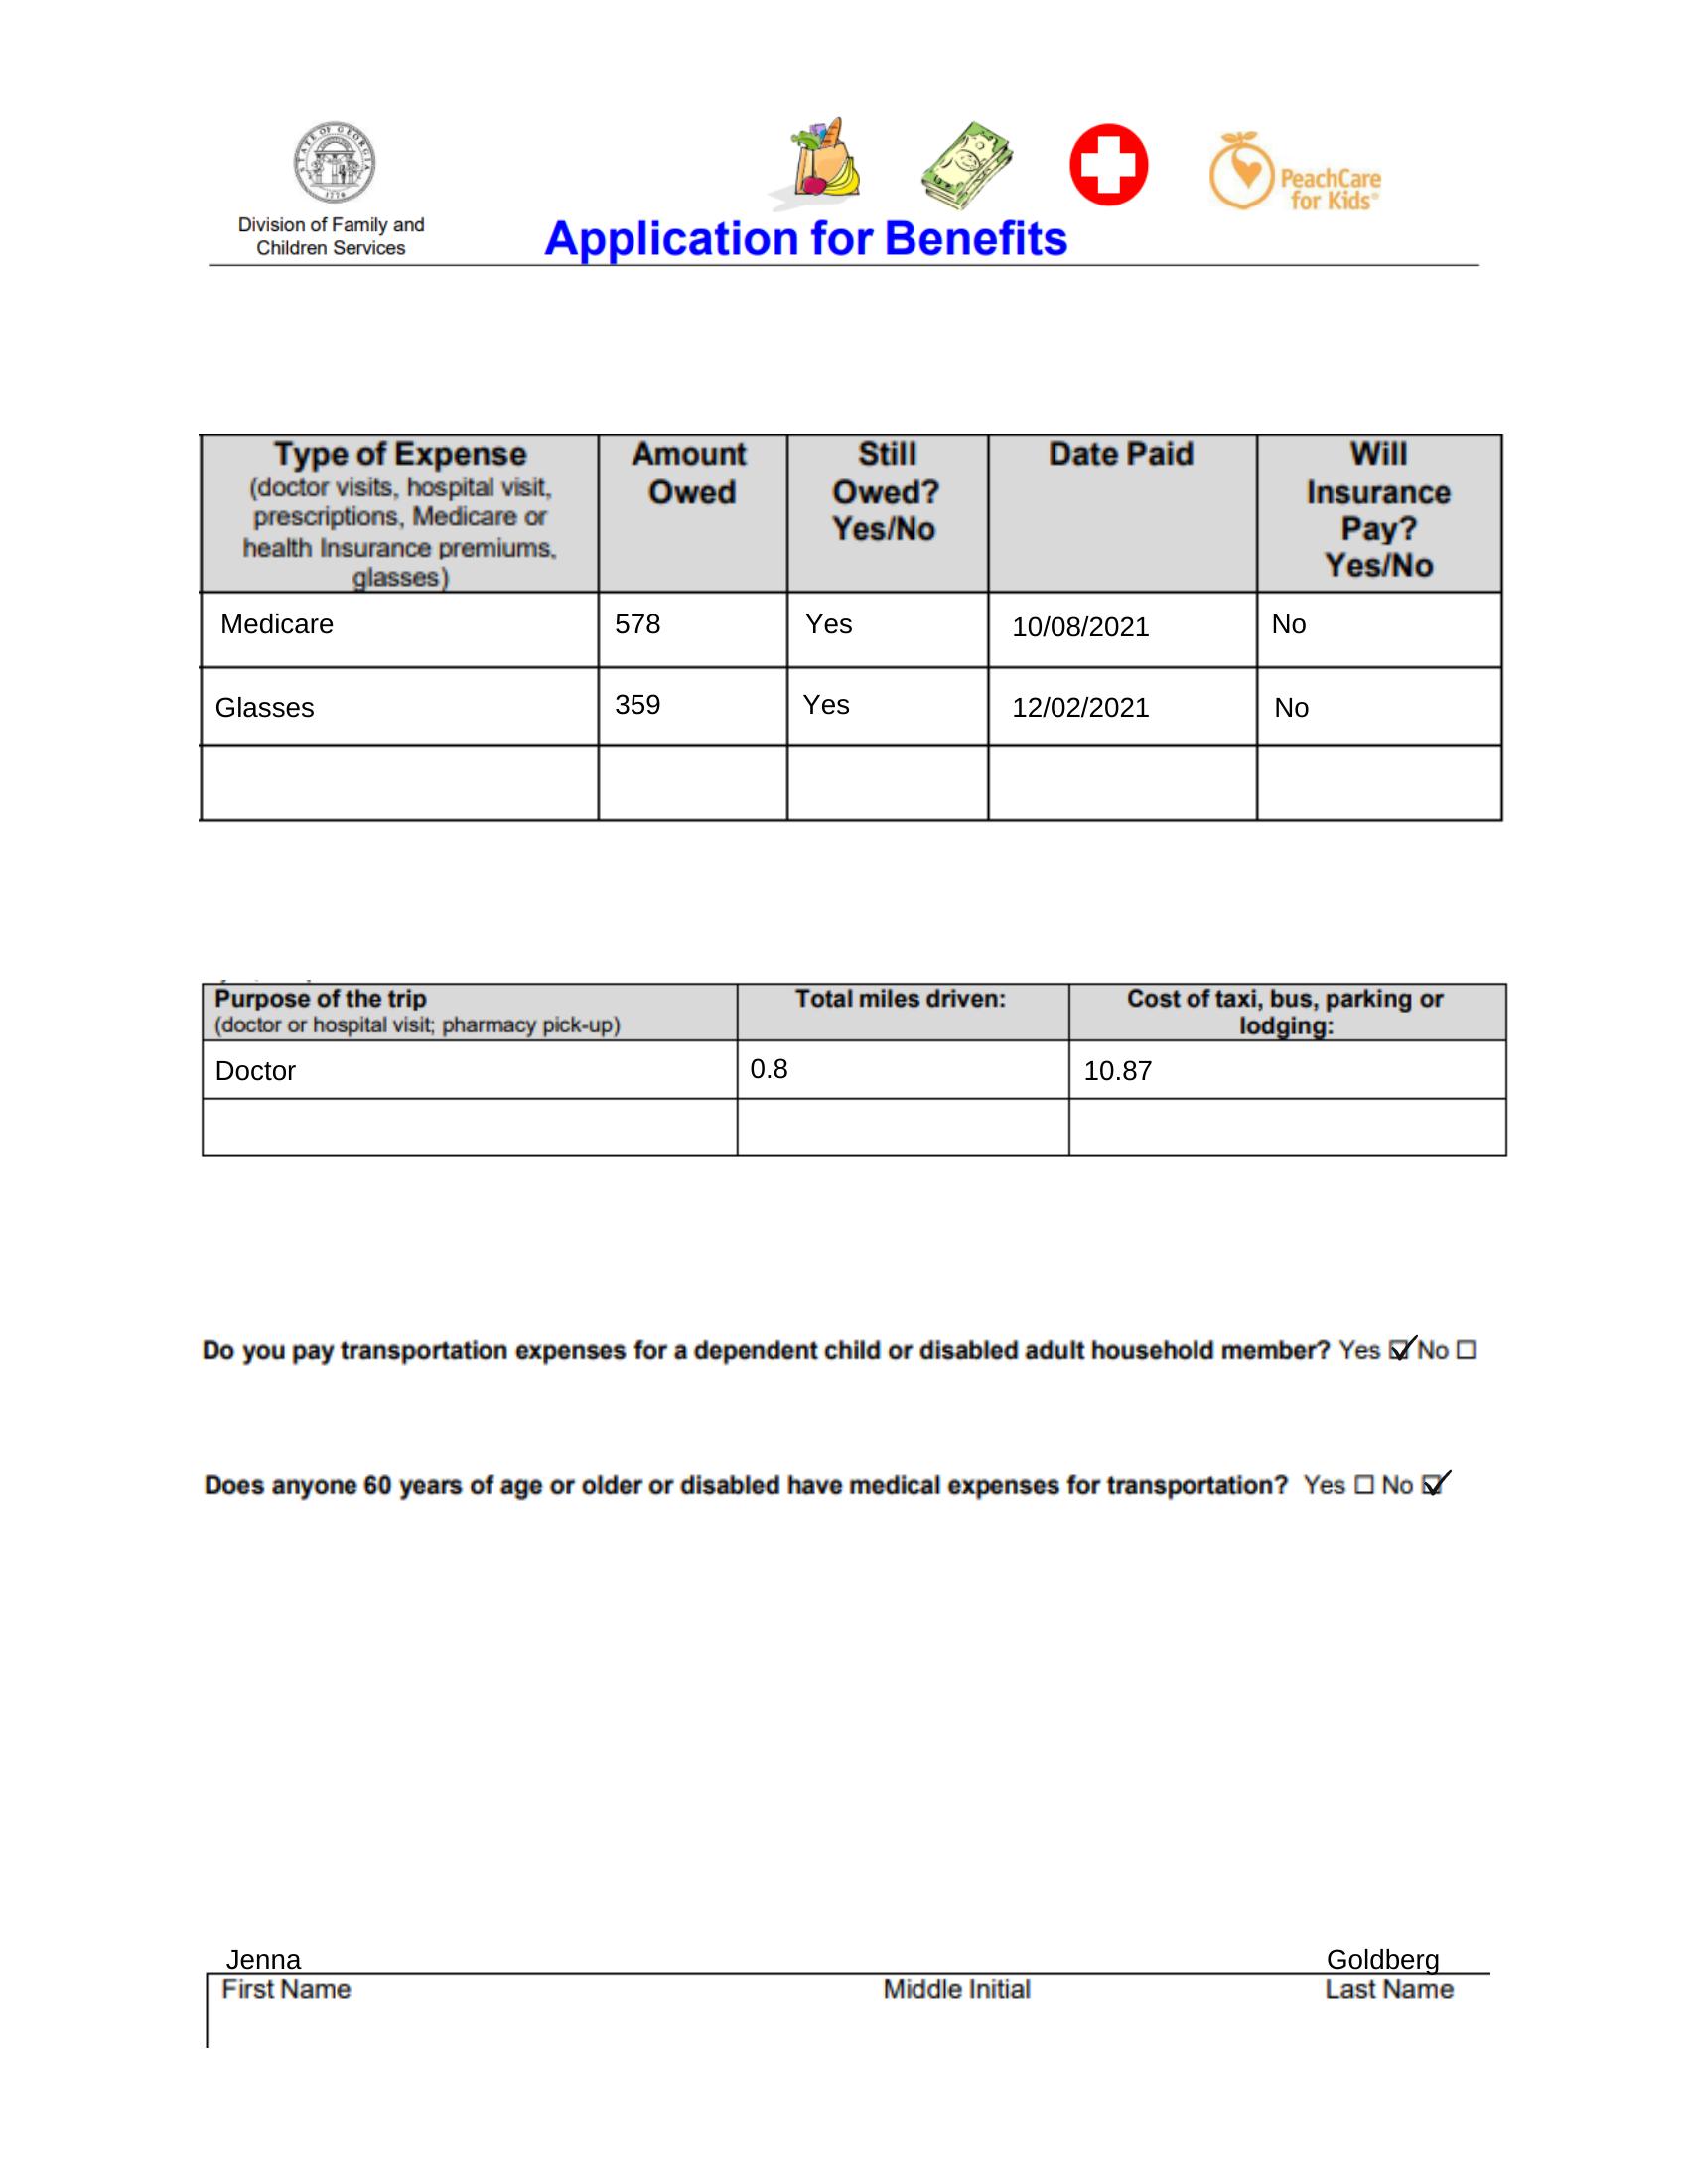 STATE OF GEORGIA
1776
Division of Family and
Children Services
Application for Benefits
PeachCare
for Kids®
Type of Expense
(doctor visits, hospital visit,
prescriptions, Medicare or
health Insurance premiums,
glasses)
Amount
Owed
Still
Owed?
Yes/No
Date Paid
Will
Insurance
Pay?
Yes/No
Medicare 578 Yes 10/08/2021 No
Glasses 359 Yes 12/02/2021 No
Purpose of the trip
(doctor or hospital visit; pharmacy pick-up)
Total miles driven:
Cost of taxi, bus, parking or
lodging:
Doctor 0.8 10.87
Do you pay transportation expenses for a dependent child or disabled adult household member? Yes ☑ No ☐
Does anyone 60 years of age or older or disabled have medical expenses for transportation? Yes ☐ No ☑
Jenna Goldberg
First Name Middle Initial Last Name